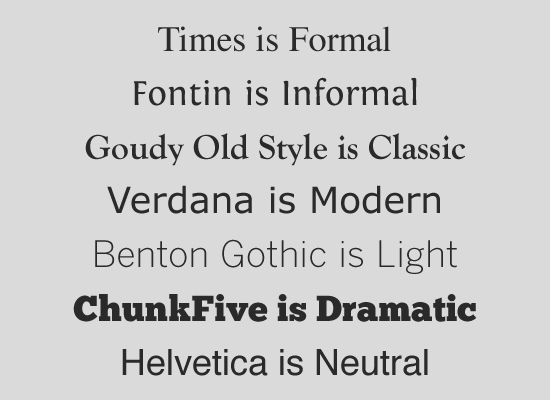 Times is Formal
Fontin is Informal
Goudy Old Style is Classic
Verdana is Modern
Benton Gothic is Light
ChunkFive is Dramatic
Helvetica is Neutral